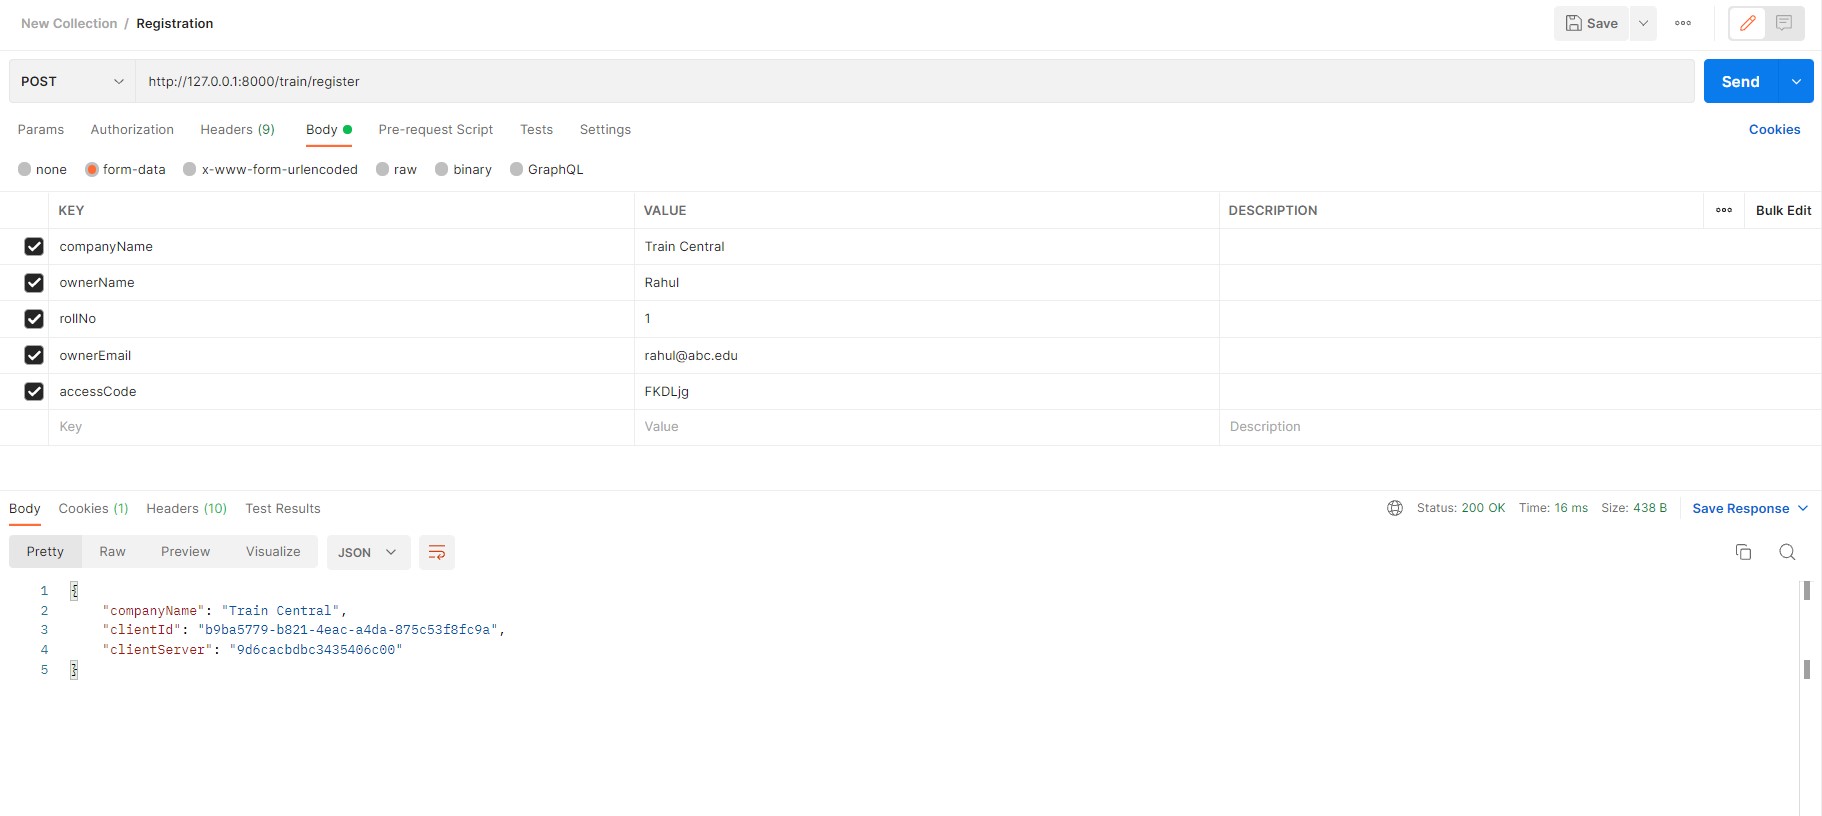 New Collection / Registration
Save
POST http://127.0.0.1:8000/train/register Send
Params Authorization Headers (9) Body Pre-request Script Tests Settings Cookies
none form-data x-www-form-urlencoded raw binary GraphQL
KEY VALUE DESCRIPTION Bulk Edit
companyName Train Central
ownerName Rahul
rollNo 1
ownerEmail rahul@abc.edu
accessCode FKDLjg
Key Value Description
Body Cookies (1) Headers (10) Test Results Status: 200 OK Time: 16 ms Size: 438 B Save Response
Pretty Raw Preview Visualize JSON
1 {
2 "companyName": "Train Central",
3 "clientId": "b9ba5779-b821-4eac-a4da-875c53f8fc9a",
4 "clientServer": "9d6cacbdbc3435406c00"
5 }